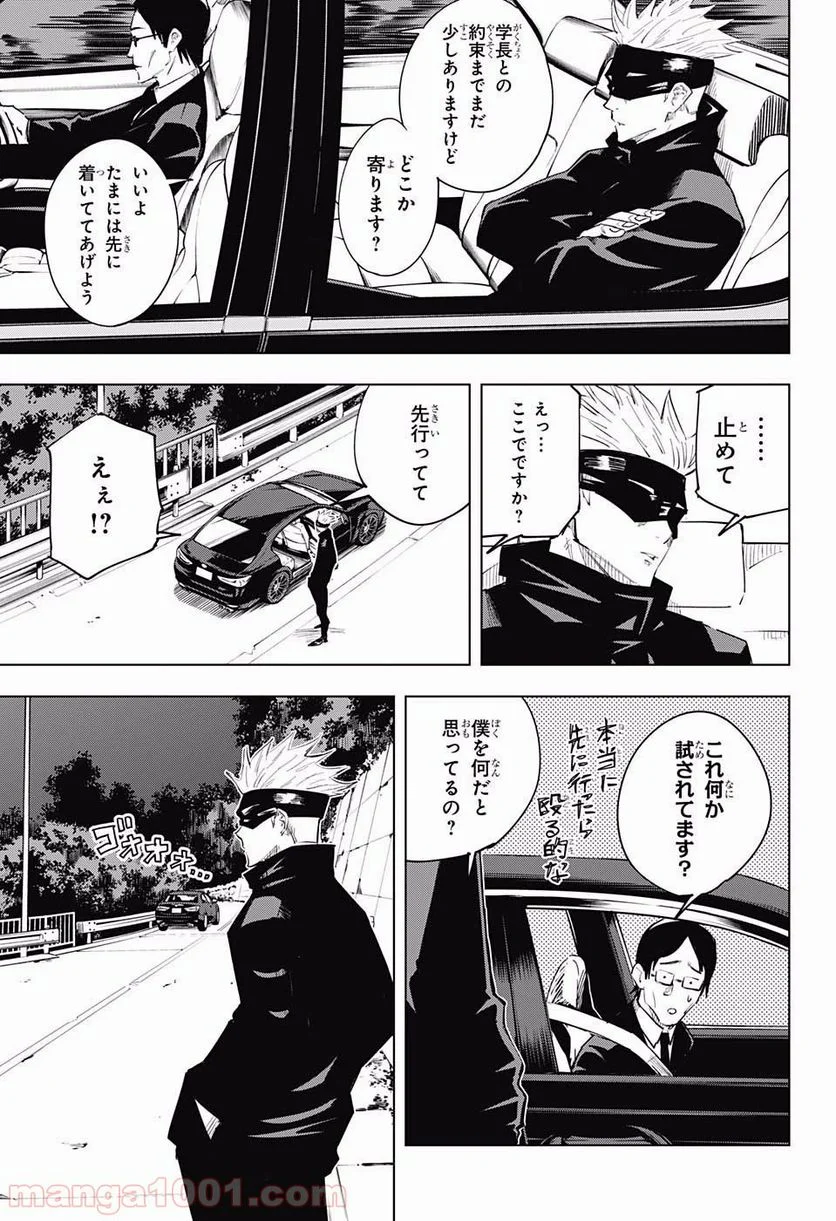 学長との
約束までまだ
少しありますけど
どこか
寄ります?
いいよ
たまには先に
着いててあげよう
……
止めて
えっ…
ここでですか?
先行ってて
えぇ!?
これ何か
試されてます?
本当に
先に行ったら
殴る的な
僕を何だと
思ってるの?
ゴオオオォ…
manga1001.com